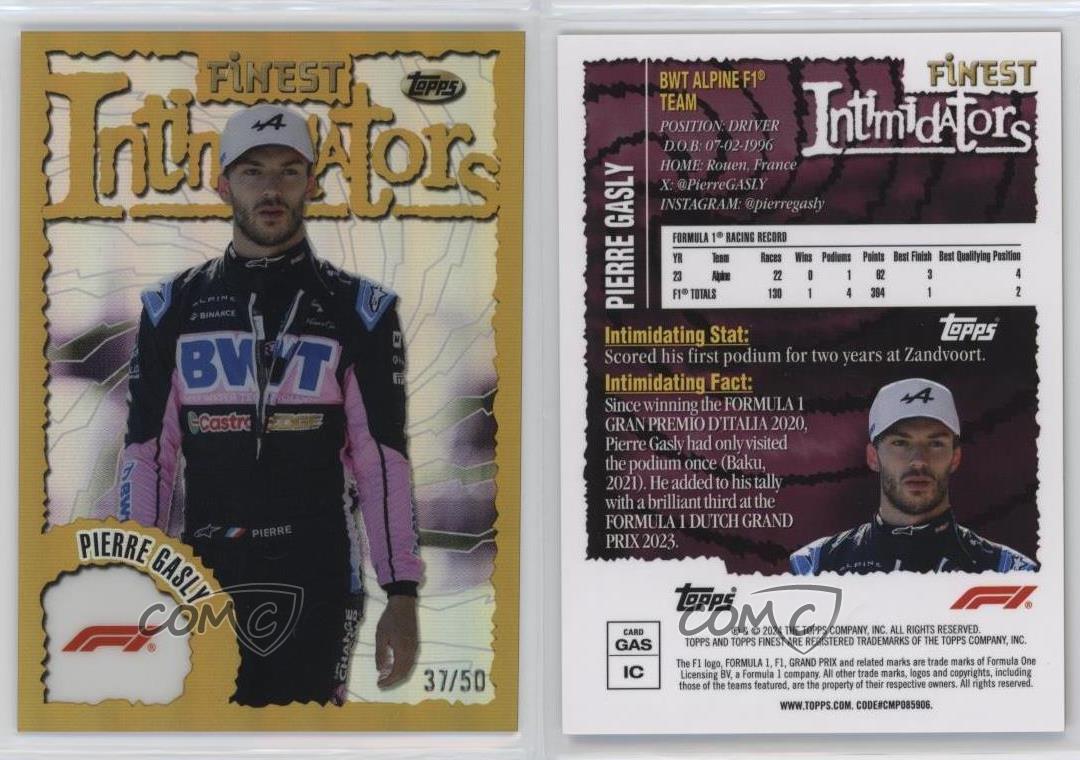 FiNEST
topps
Intimidators
ALPINE
BINANCE
BWT
Castrol
PIERRE
PIERRE GASLY
F1®
COMC
37/50
FiNEST
Intimidators
BWT ALPINE F1®
TEAM
POSITION: DRIVER
D.O.B: 07-02-1996
HOME: Rouen, France
X: @PierreGASLY
INSTAGRAM: @pierregasly
PIERRE GASLY
FORMULA 1® RACING RECORD
YR Team Races Wins Podiums Points Best Finish Best Qualifying Position
23 Alpine 22 0 1 62 3 4
F1® TOTALS 130 1 4 394 1 2
topps
Intimidating Stat:
Scored his first podium for two years at Zandvoort.
Intimidating Fact:
Since winning the FORMULA 1
GRAN PREMIO D'ITALIA 2020,
Pierre Gasly had only visited
the podium once (Baku,
2021). He added to his tally
with a brilliant third at the
FORMULA 1 DUTCH GRAND
PRIX 2023.
ALPINE
topps
COMC
F1®
CARD
GAS
IC
® & © 2024 THE TOPPS COMPANY, INC. ALL RIGHTS RESERVED.
TOPPS AND TOPPS FINEST ARE REGISTERED TRADEMARKS OF THE TOPPS COMPANY, INC.
The F1 logo, FORMULA 1, F1, GRAND PRIX and related marks are trade marks of Formula One
Licensing BV, a Formula 1 company. All other trade marks, logos and copyrights, including
those of the teams featured, are the property of their respective owners. All rights reserved.
WWW.TOPPS.COM. CODE#CMP085906.